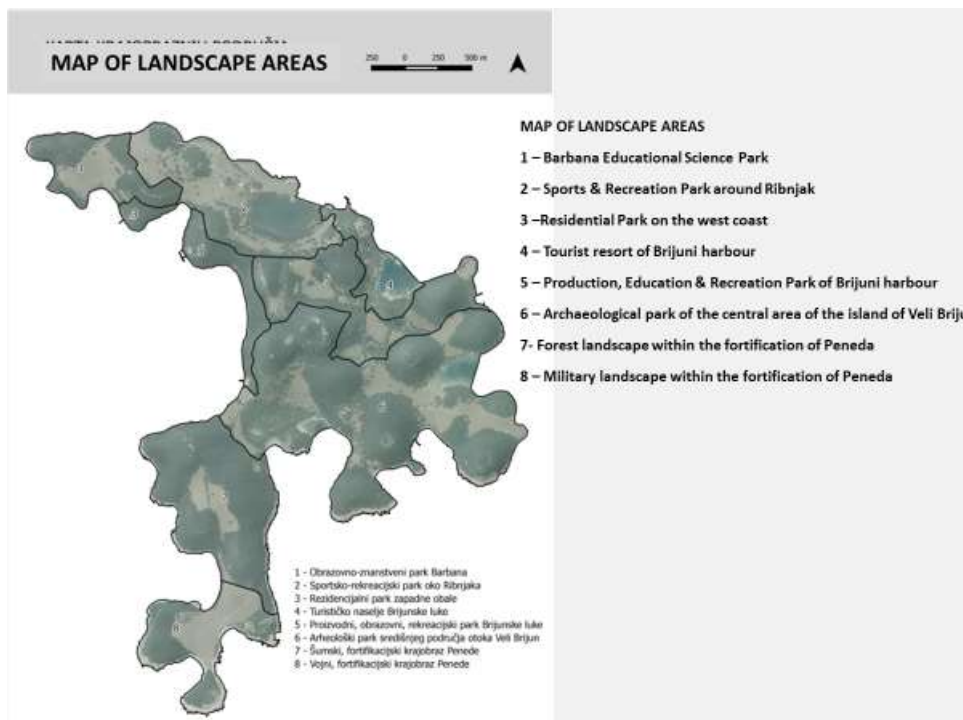 MAP OF LANDSCAPE AREAS
250 0 250 500 m
MAP OF LANDSCAPE AREAS
1 – Barbana Educational Science Park
2 – Sports & Recreation Park around Ribnjak
3 –Residential Park on the west coast
4 – Tourist resort of Brijuni harbour
5 – Production, Education & Recreation Park of Brijuni harbour
6 – Archaeological park of the central area of the island of Veli Briju
7- Forest landscape within the fortification of Peneda
8 – Military landscape within the fortification of Peneda
1 - Obrazovno-znanstveni park Barbana
2 - Sportsko-rekreacijski park oko Ribnjaka
3 - Rezidencijalni park zapadne obale
4 - Turističko naselje Brijunske luke
5 - Proizvodni, obrazovni, rekreacijski park Brijunske luke
6 - Arheološki park središnjeg područja otoka Veli Brijun
7 - Šumski, fortifikacijski krajobraz Penede
8 - Vojni, fortifikacijski krajobraz Penede